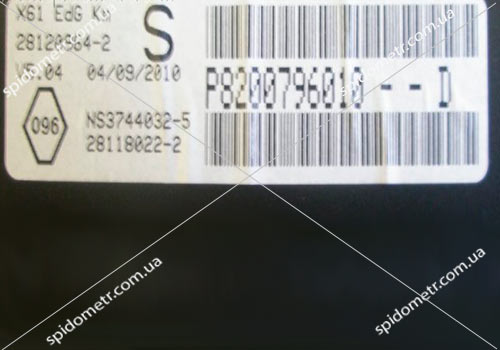 X61 EdG Km
S
28120864-2
V5.04 04/09/2010
P8200796010--D
096
NS3744032-5
28118022-2
spidometr.com.ua
spidometr.com.ua
spidometr.com.ua
spidometr.com.ua